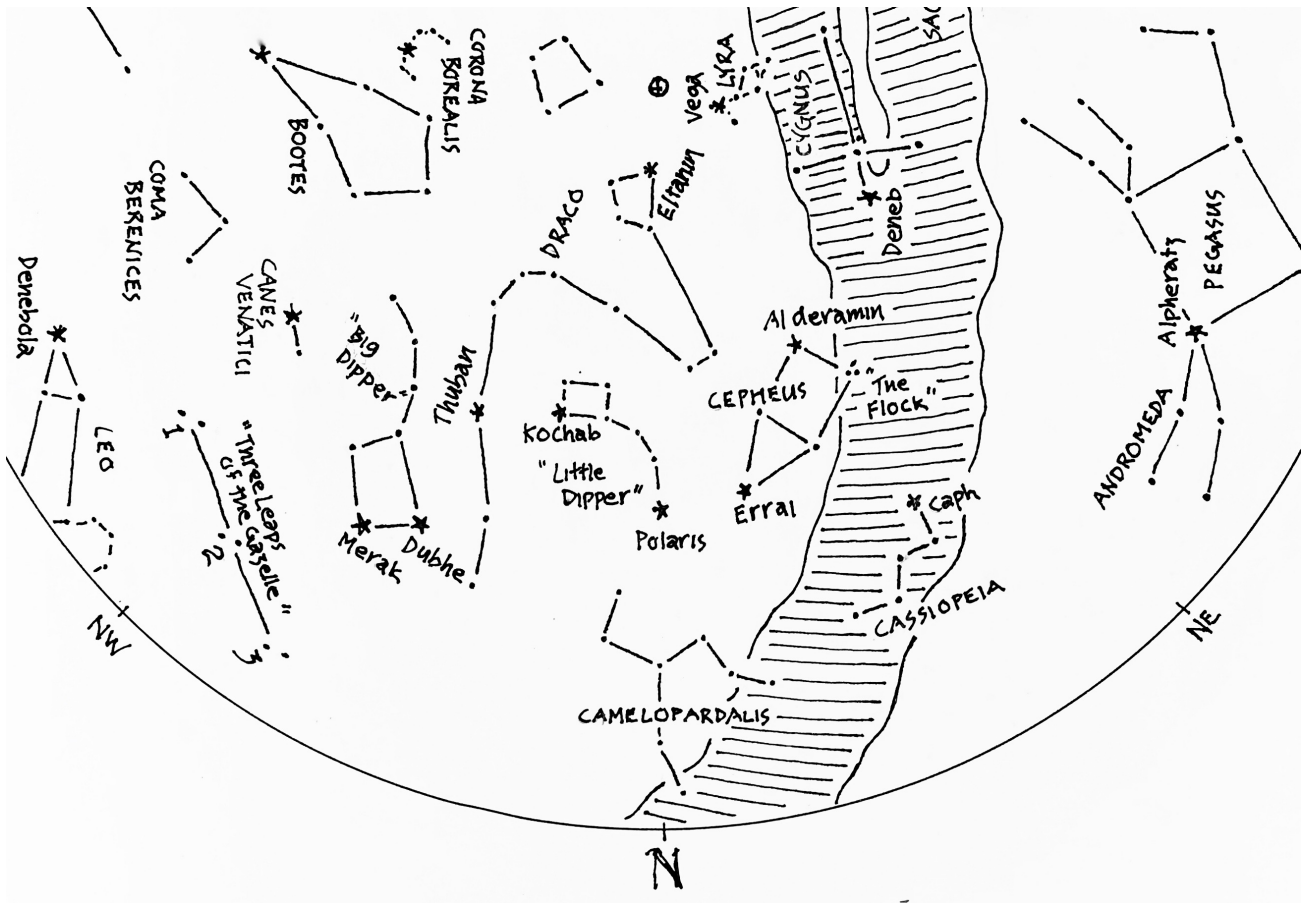 SAG
CORONA
BOREALIS
LYRA
Vega
CYGNUS
BOOTES
COMA
BERENICES
DRACO
Eltanin
Deneb
PEGASUS
Alpheratz
CANES
VENATICI
Denebola
"Big
Dipper"
Thuban
Alderamin
CEPHEUS
"The
Flock"
Kochab
"Little
Dipper"
Polaris
Errai
ANDROMEDA
LEO
1
"Three Leaps
of the Gazelle"
2
3
Merak
Dubhe
Caph
CASSIOPEIA
NW
NE
CAMELOPARDALIS
N